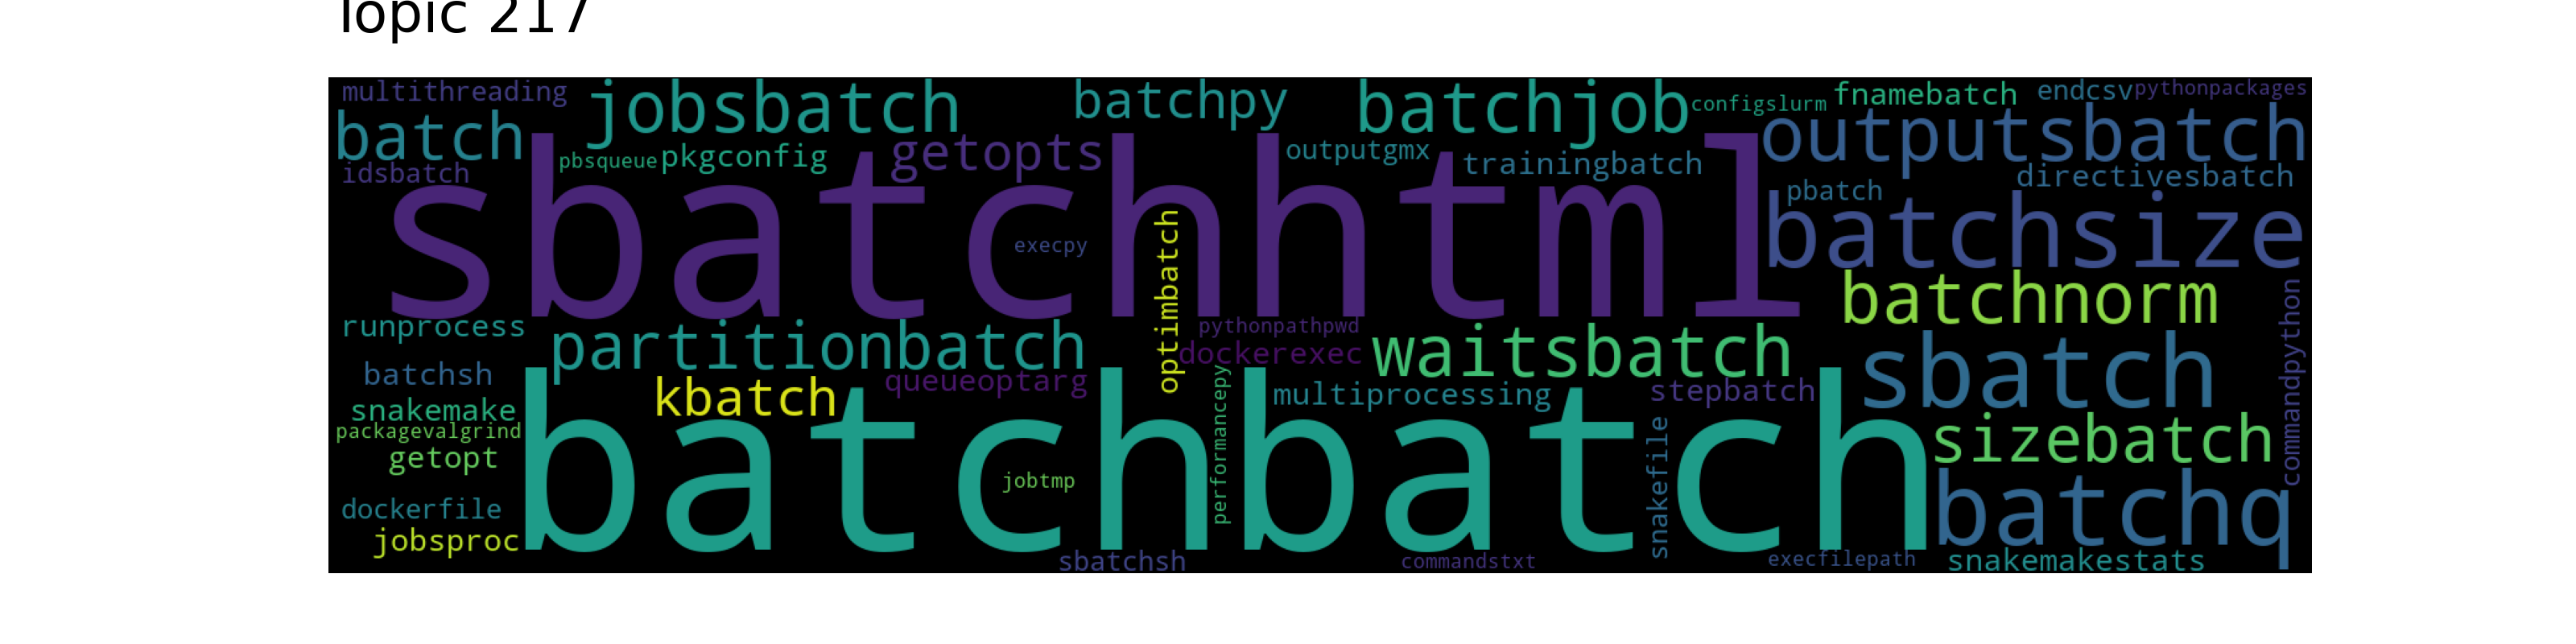 Topic 217
multithreading
jobsbatch
batchpy
batchjob
configslurm
fnamebatch
endcsv
pythonpackages
batch
pbsqueue
pkgconfig
getopts
outputgmx
trainingbatch
outputsbatch
idsbatch
directivesbatch
pbatch
sbatchhtml
execpy
optimbatch
batchsize
batchnorm
commandpython
runprocess
partitionbatch
pythonpathpwd
dockerexec
waitsbatch
sbatch
batchsh
kbatch
queueoptarg
performancepy
multiprocessing
stepbatch
snakemake
packagevalgrind
getopt
batchbatch
jobtmp
snakefile
sizebatch
batchq
dockerfile
jobsproc
sbatchsh
commandstxt
execfilepath
snakemakestats